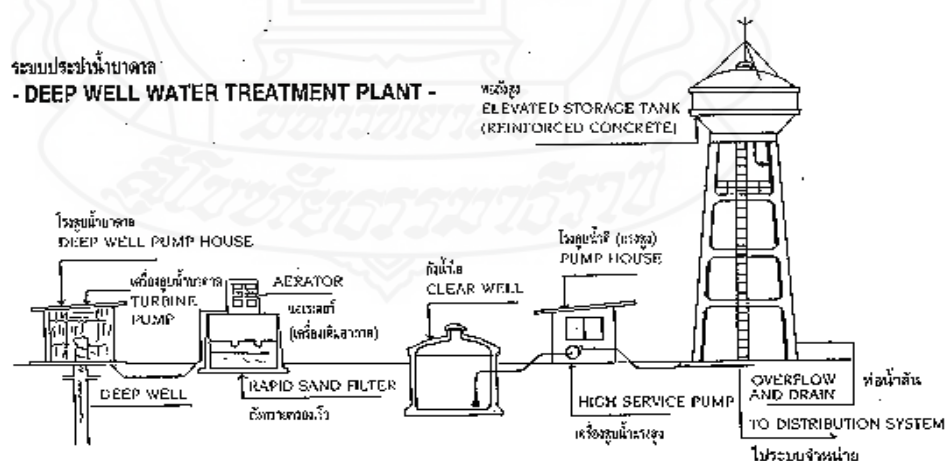 ระบบประปาน้ำบาดาล
- DEEP WELL WATER TREATMENT PLANT -
หอถังสูง
ELEVATED STORAGE TANK
(REINFORCED CONCRETE)
โรงสูบน้ำบาดาล
DEEP WELL PUMP HOUSE
เครื่องสูบน้ำบาดาล
TURBINE
PUMP
AERATOR
แอเรเตอร์
(เครื่องเติมอากาศ)
ถังน้ำใส
CLEAR WELL
โรงสูบน้ำดี (แรงสูง)
PUMP HOUSE
DEEP WELL
RAPID SAND FILTER
ถังทรายกรองเร็ว
HIGH SERVICE PUMP
เครื่องสูบน้ำแรงสูง
OVERFLOW
AND DRAIN
ท่อน้ำล้น
TO DISTRIBUTION SYSTEM
ไประบบจำหน่าย